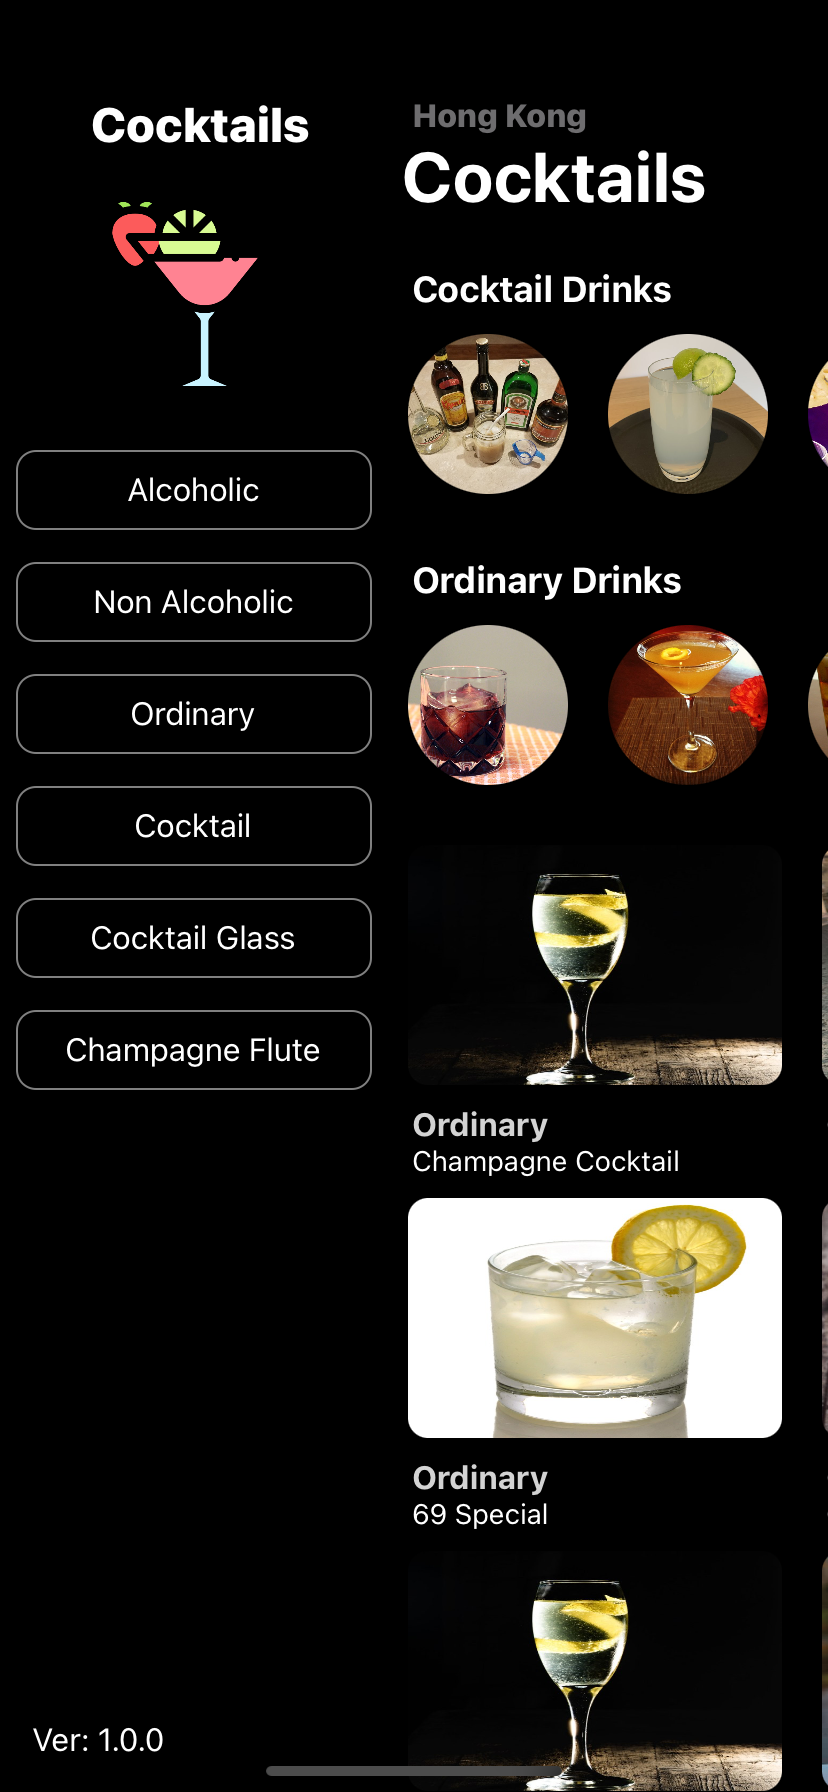 Cocktails
Alcoholic
Non Alcoholic
Ordinary
Cocktail
Cocktail Glass
Champagne Flute
Ver: 1.0.0
Hong Kong
Cocktails
Cocktail Drinks
Ordinary Drinks
Ordinary
Champagne Cocktail
Ordinary
69 Special